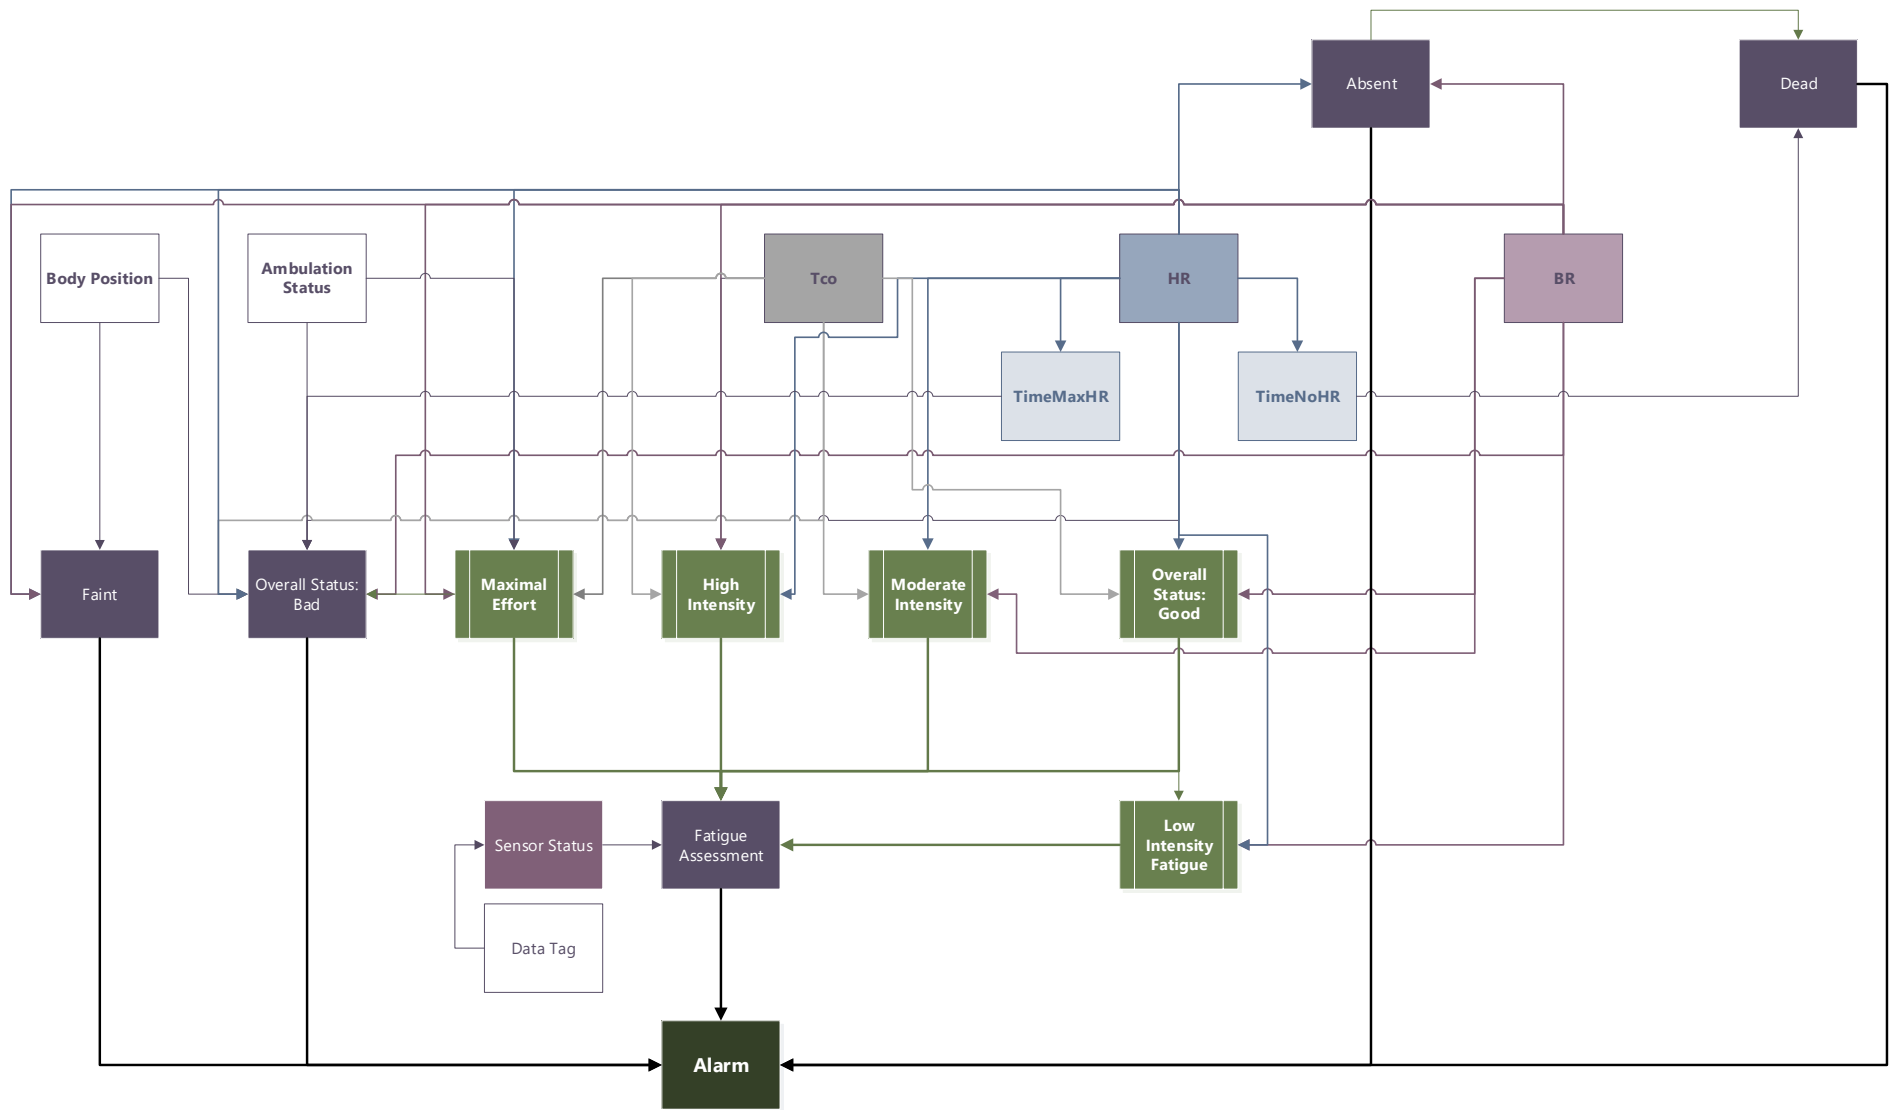 Absent
Dead
Body Position
Ambulation
Status
Tco
HR
BR
TimeMaxHR
TimeNoHR
Faint
Overall Status:
Bad
Maximal
Effort
High
Intensity
Moderate
Intensity
Overall
Status:
Good
Sensor Status
Fatigue
Assessment
Low
Intensity
Fatigue
Data Tag
Alarm